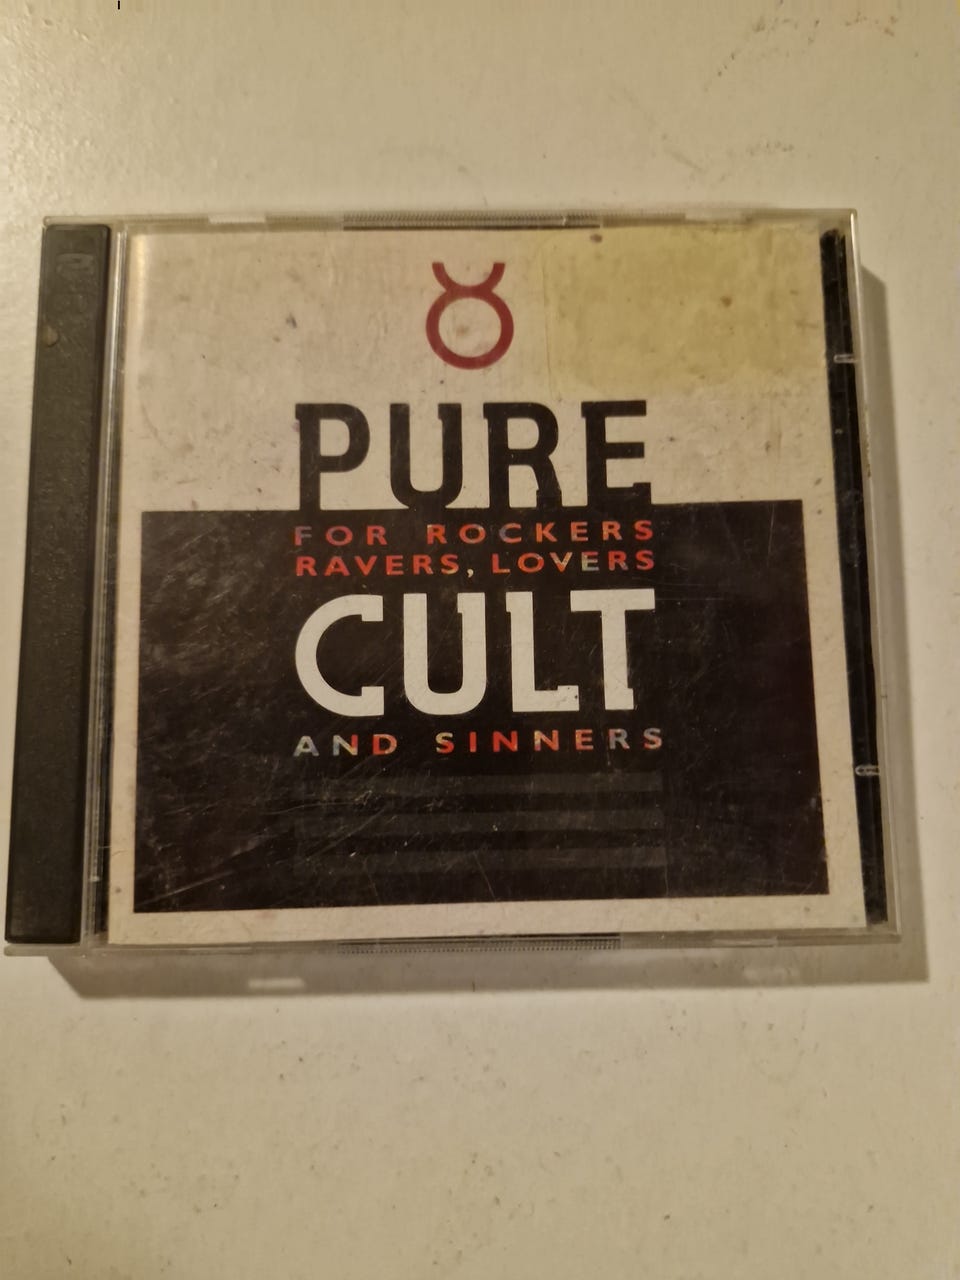 PURE
FOR ROCKERS
RAVERS, LOVERS
CULT
AND SINNERS